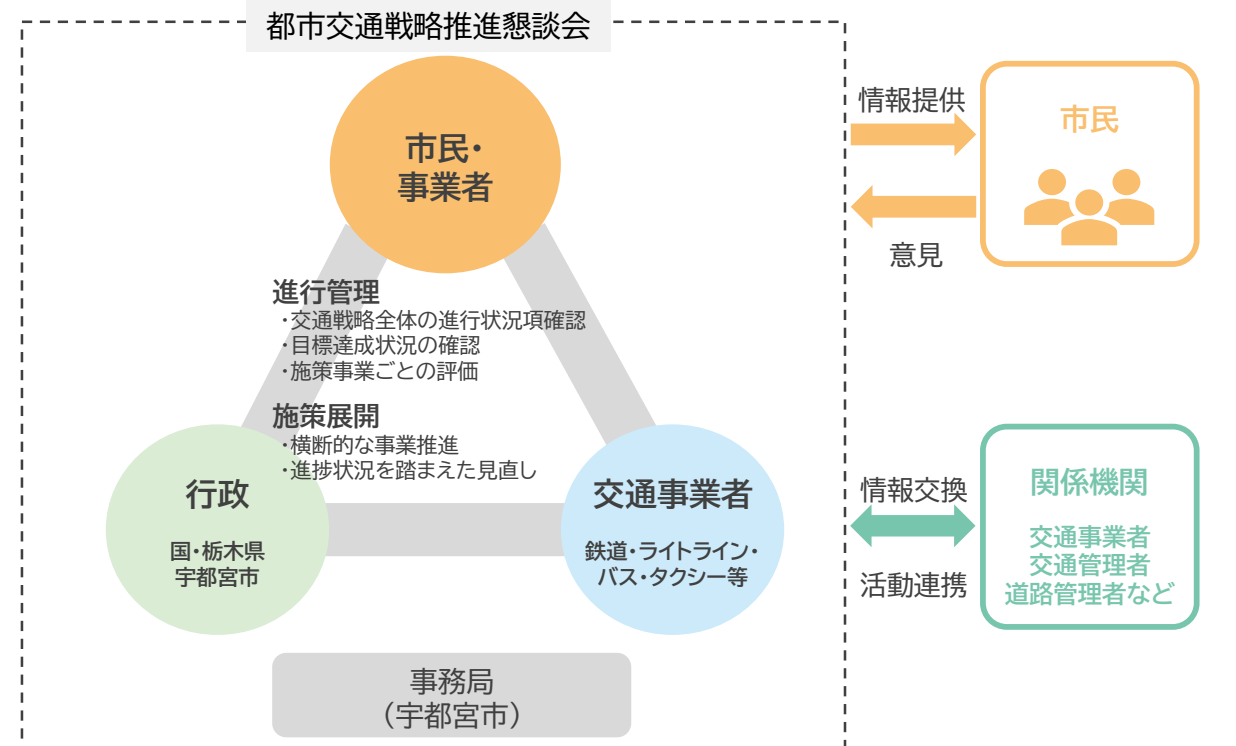 都市交通戦略推進懇談会
市民・
事業者
進行管理
・交通戦略全体の進行状況項確認
・目標達成状況の確認
・施策事業ごとの評価
施策展開
・横断的な事業推進
・進捗状況を踏まえた見直し
行政
国・栃木県
宇都宮市
交通事業者
鉄道・ライトライン・
バス・タクシー等
事務局
（宇都宮市）
情報提供
意見
市民
情報交換
活動連携
関係機関
交通事業者
交通管理者
道路管理者など